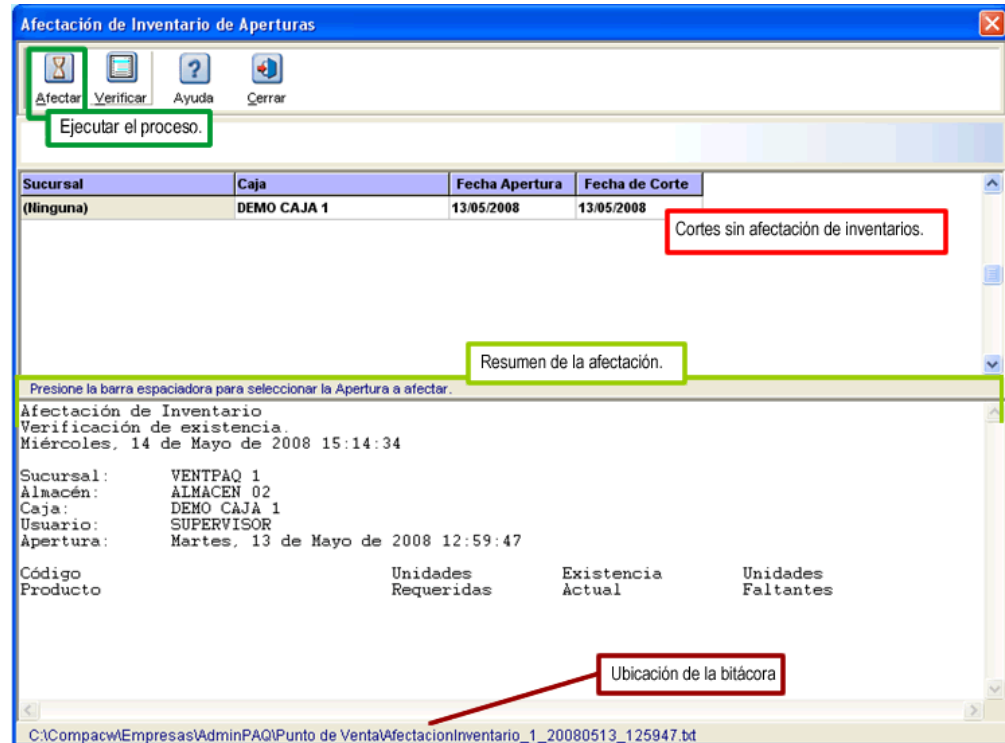 Afectación de Inventario de Aperturas
Afectar Verificar Ayuda Cerrar
Ejecutar el proceso.
Sucursal Caja Fecha Apertura Fecha de Corte
(Ninguna) DEMO CAJA 1 13/05/2008 13/05/2008
Cortes sin afectación de inventarios.
Resumen de la afectación.
Presione la barra espaciadora para seleccionar la Apertura a afectar.
Afectación de Inventario
Verificación de existencia.
Miércoles, 14 de Mayo de 2008 15:14:34
Sucursal: VENTPAQ 1
Almacén: ALMACEN 02
Caja: DEMO CAJA 1
Usuario: SUPERVISOR
Apertura: Martes, 13 de Mayo de 2008 12:59:47
Código Unidades Existencia Unidades
Producto Requeridas Actual Faltantes
Ubicación de la bitácora
C:\Compacw\Empresas\AdminPAQ\Punto de Venta\AfectacionInventario_1_20080513_125947.txt